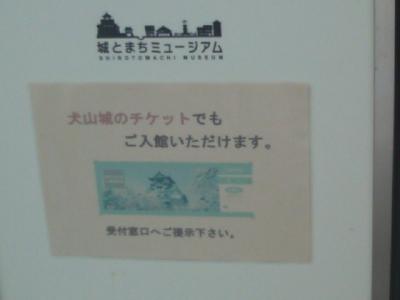 城とまちミュージアム
SHIROTOMACHI MUSEUM
犬山城のチケットでも
ご入館いただけます。
受付窓口へご提示下さい。